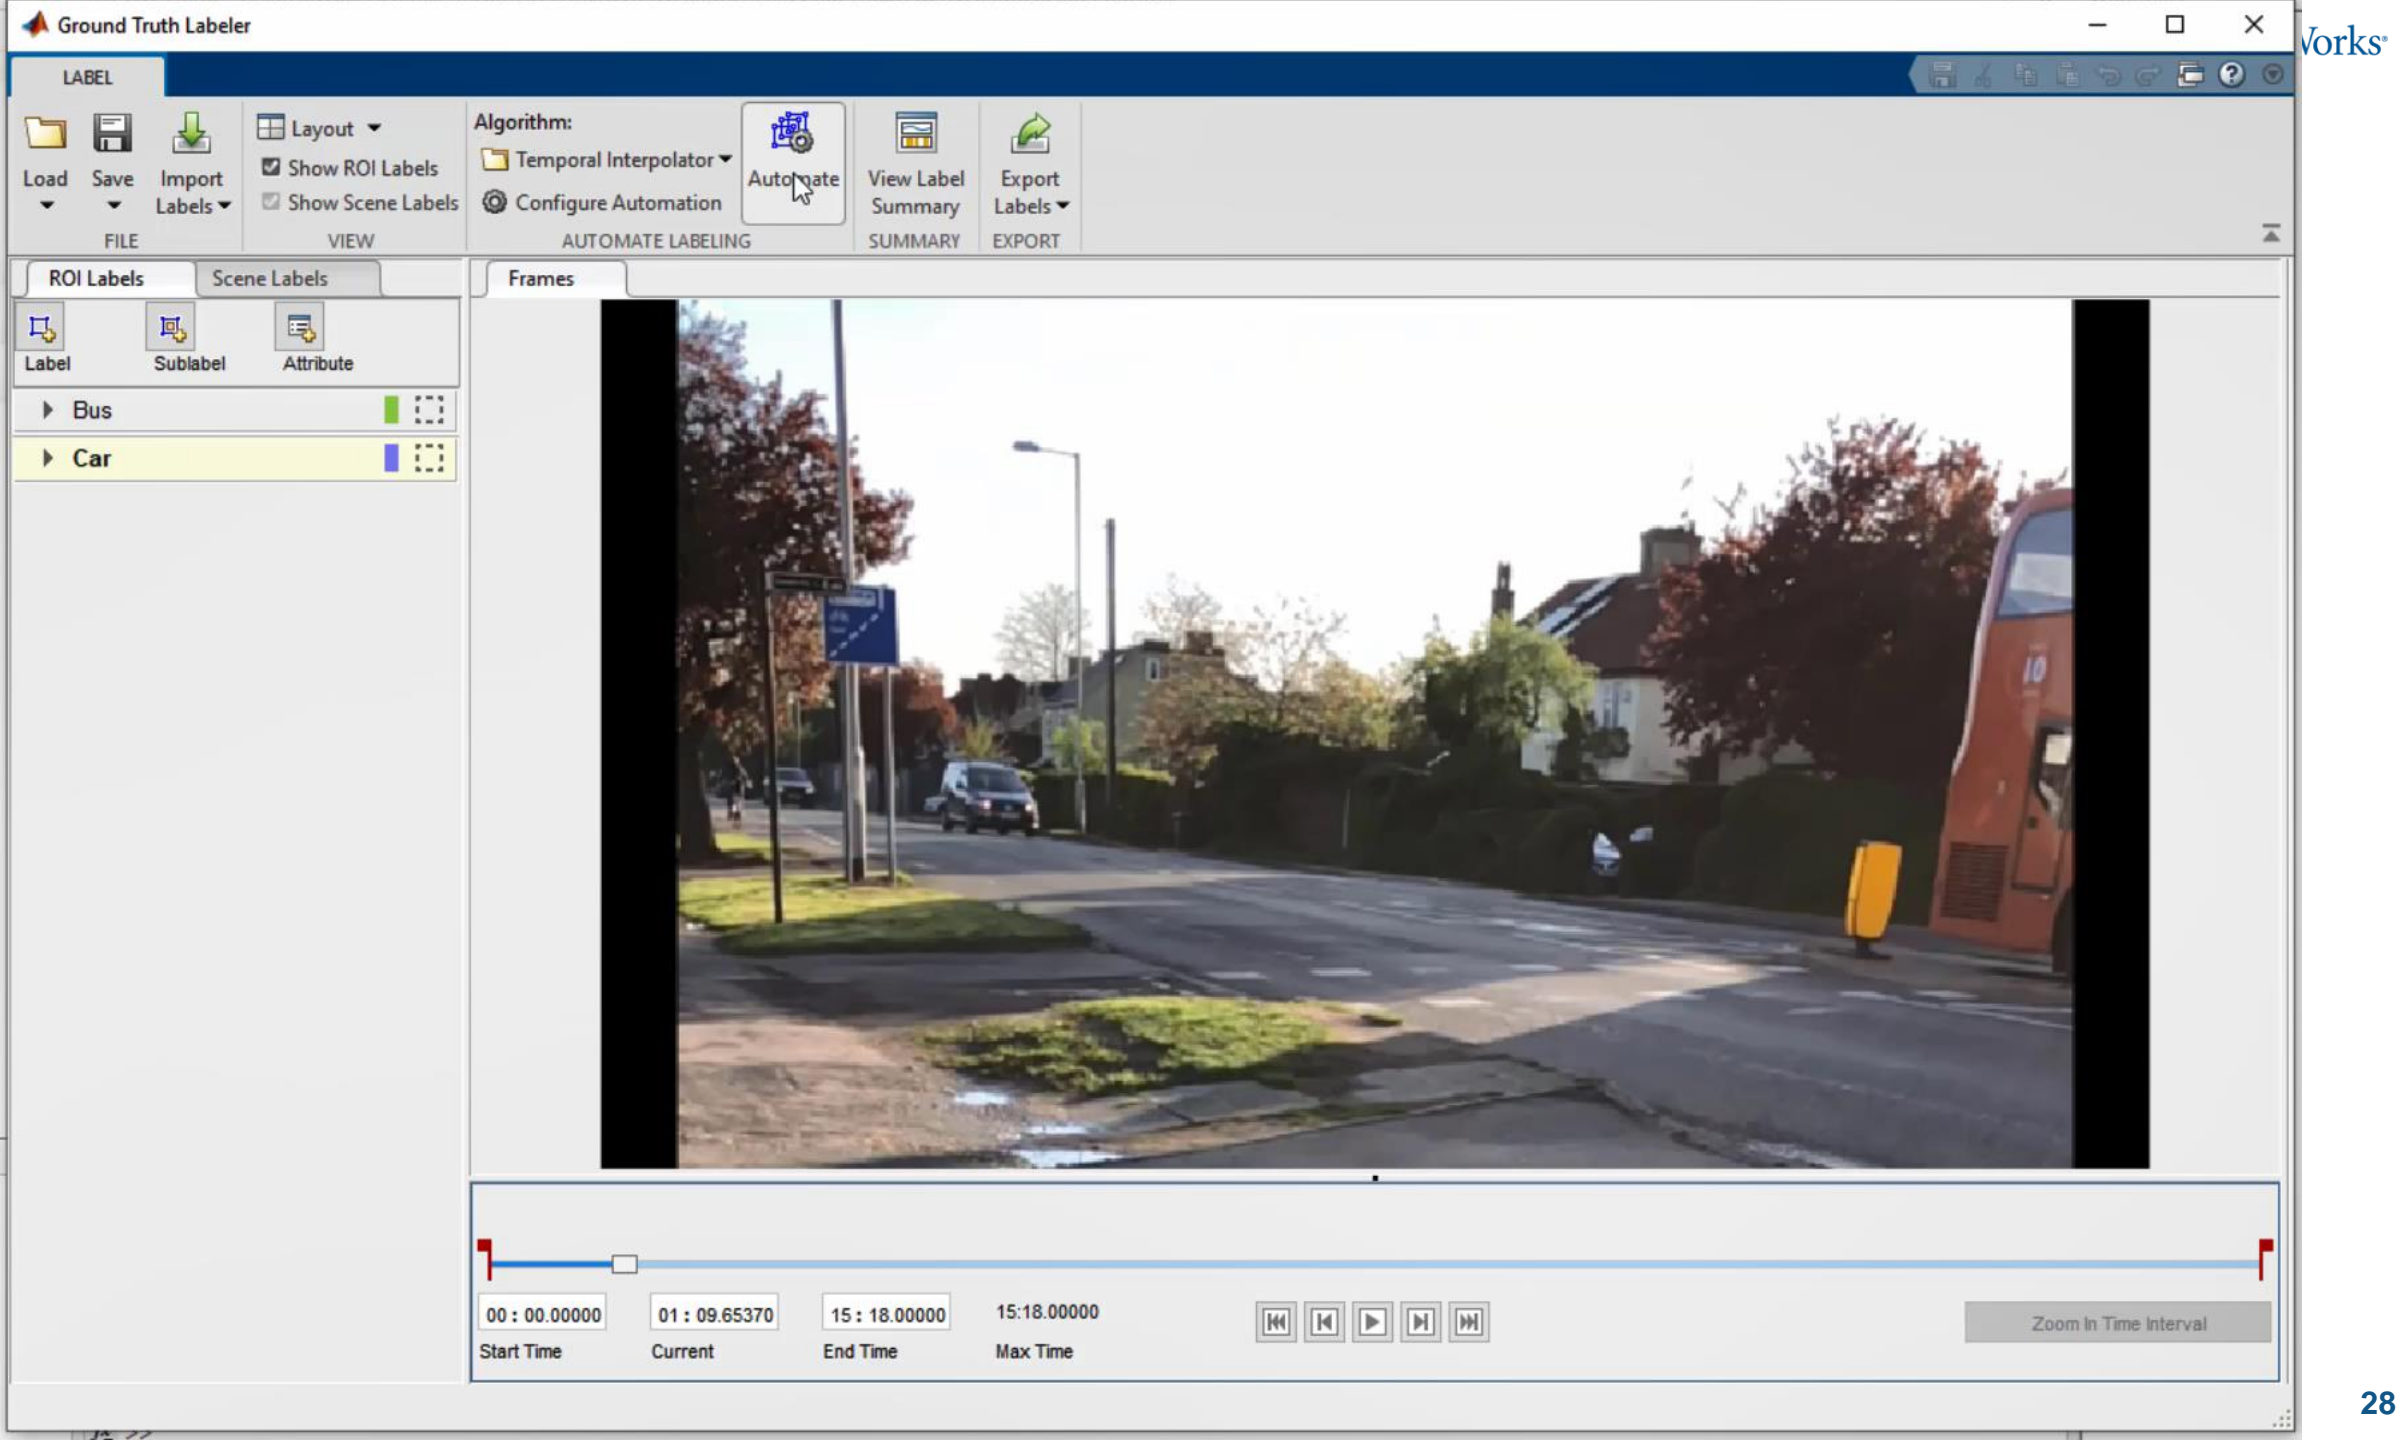 Ground Truth Labeler
Works
LABEL
Load
Save
Import
Labels
Layout
Show ROI Labels
Show Scene Labels
Algorithm:
Temporal Interpolator
Configure Automation
Automate
View Label
Summary
Export
Labels
FILE
VIEW
AUTOMATE LABELING
SUMMARY
EXPORT
ROI Labels
Scene Labels
Frames
Label
Sublabel
Attribute
Bus
Car
10
00 : 00.00000
01 : 09.65370
15 : 18.00000
15:18.00000
Start Time
Current
End Time
Max Time
Zoom In Time Interval
28
fx >>